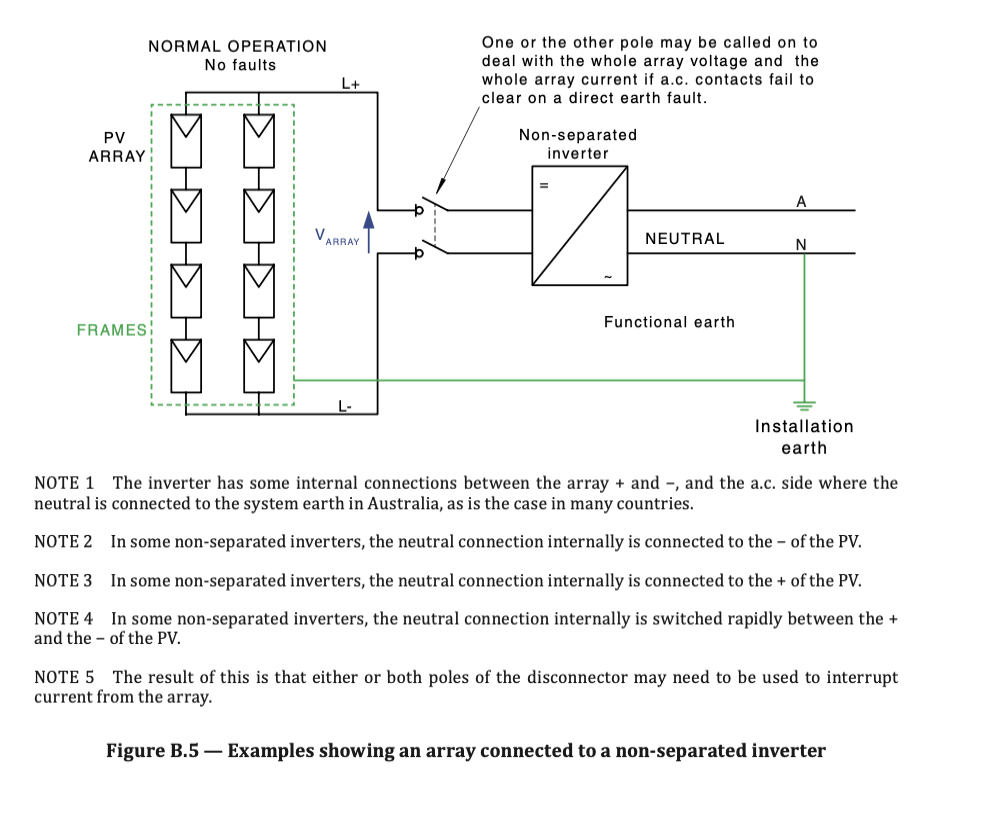 NORMAL OPERATION
No faults
One or the other pole may be called on to
deal with the whole array voltage and the
whole array current if a.c. contacts fail to
clear on a direct earth fault.
L+
PV
ARRAY
Non-separated
inverter
=
A
V ARRAY
NEUTRAL
N
~
FRAMES
Functional earth
L-
Installation
earth
NOTE 1 The inverter has some internal connections between the array + and –, and the a.c. side where the
neutral is connected to the system earth in Australia, as is the case in many countries.
NOTE 2 In some non-separated inverters, the neutral connection internally is connected to the – of the PV.
NOTE 3 In some non-separated inverters, the neutral connection internally is connected to the + of the PV.
NOTE 4 In some non-separated inverters, the neutral connection internally is switched rapidly between the +
and the – of the PV.
NOTE 5 The result of this is that either or both poles of the disconnector may need to be used to interrupt
current from the array.
Figure B.5 — Examples showing an array connected to a non-separated inverter